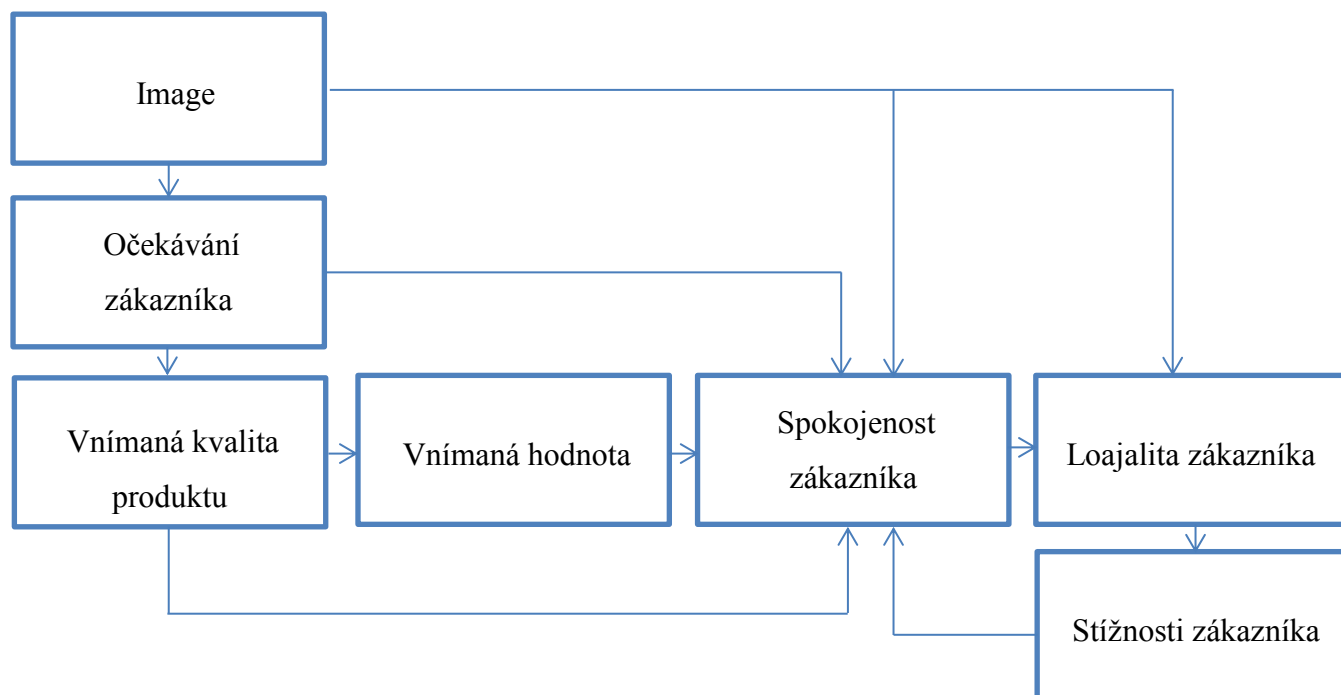 Image
Očekávání
zákazníka
Vnímaná kvalita
produktu
Vnímaná hodnota
Spokojenost
zákazníka
Loajalita zákazníka
Stížnosti zákazníka